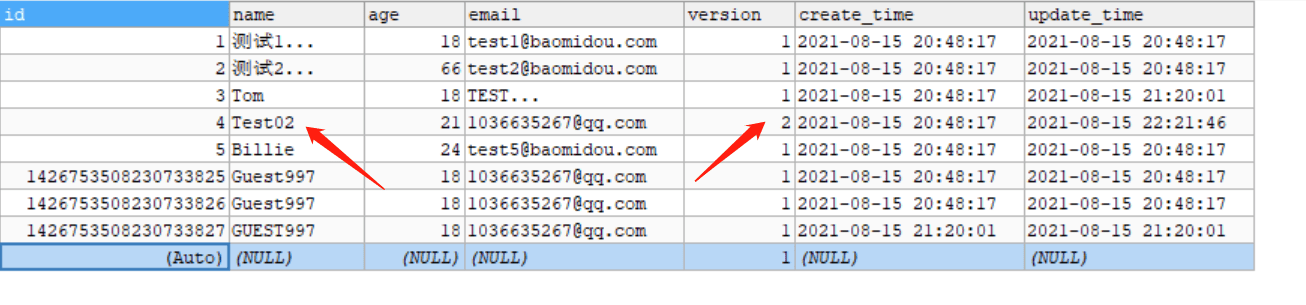 id name age email version create_time update_time
1 测试1... 18 test1@baomidou.com 1 2021-08-15 20:48:17 2021-08-15 20:48:17
2 测试2... 66 test2@baomidou.com 1 2021-08-15 20:48:17 2021-08-15 20:48:17
3 Tom 18 TEST... 1 2021-08-15 20:48:17 2021-08-15 21:20:01
4 Test02 21 1036635267@qq.com 2 2021-08-15 20:48:17 2021-08-15 22:21:46
5 Billie 24 test5@baomidou.com 1 2021-08-15 20:48:17 2021-08-15 20:48:17
1426753508230733825 Guest997 18 1036635267@qq.com 1 2021-08-15 20:48:17 2021-08-15 20:48:17
1426753508230733826 Guest997 18 1036635267@qq.com 1 2021-08-15 20:48:17 2021-08-15 20:48:17
1426753508230733827 GUEST997 18 1036635267@qq.com 1 2021-08-15 21:20:01 2021-08-15 21:20:01
(Auto) (NULL) (NULL) (NULL) 1 (NULL) (NULL)